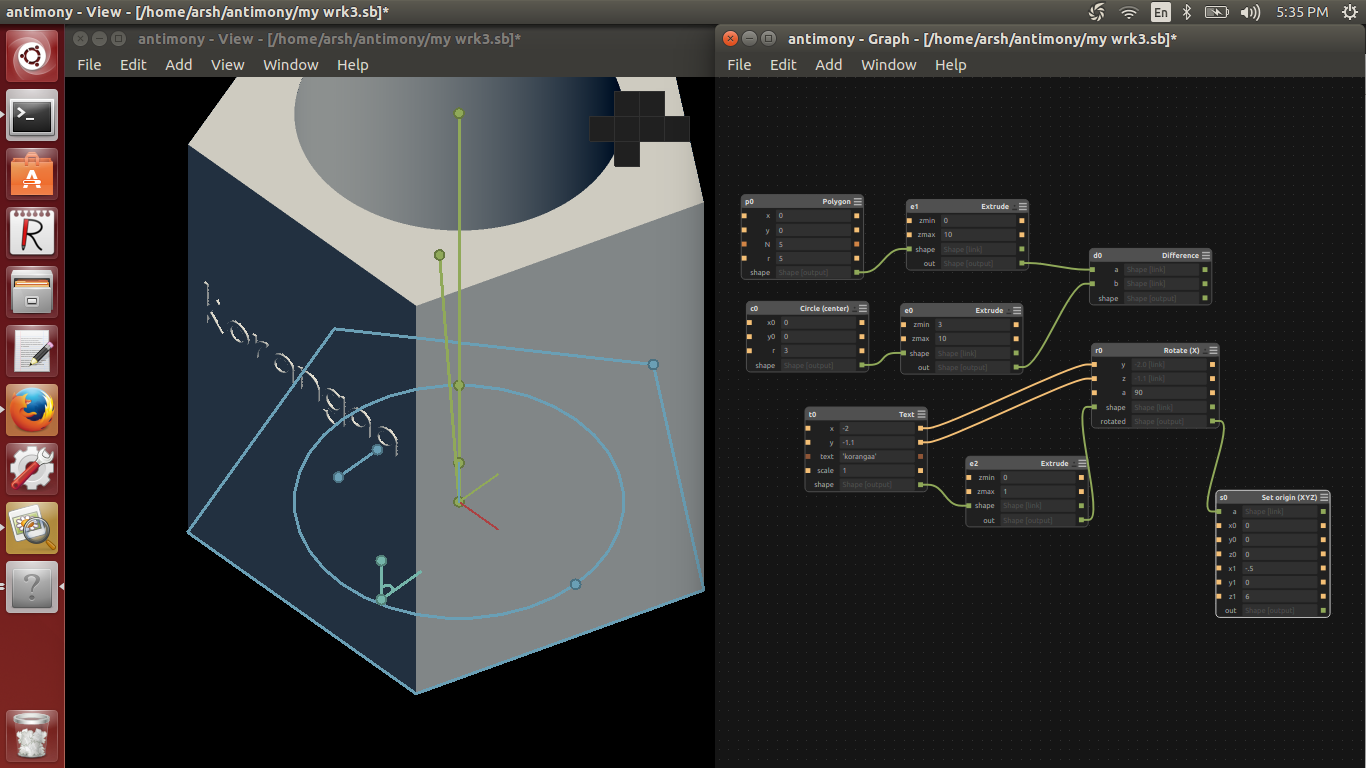 antimony - View - [/home/arsh/antimony/my wrk3.sb]*
En
5:35 PM
antimony - View - [/home/arsh/antimony/my wrk3.sb]*
File Edit Add View Window Help
korangaa
antimony - Graph - [/home/arsh/antimony/my wrk3.sb]*
File Edit Add Window Help
p0 Polygon
x 0
y 0
N 5
r 5
shape Shape [output]
e1 Extrude
zmin 0
zmax 10
shape Shape [link]
out Shape [output]
d0 Difference
a Shape [link]
b Shape [link]
shape Shape [output]
c0 Circle (center)
x0 0
y0 0
r 3
shape Shape [output]
e0 Extrude
zmin 3
zmax 10
shape Shape [link]
out Shape [output]
r0 Rotate (X)
y -2.0 [link]
z -1.1 [link]
a 90
shape Shape [link]
rotated Shape [output]
t0 Text
x -2
y -1.1
text 'korangaa'
scale 1
shape Shape [output]
e2 Extrude
zmin 0
zmax 1
shape Shape [link]
out Shape [output]
s0 Set origin (XYZ)
a Shape [link]
x0 0
y0 0
z0 0
x1 -.5
y1 0
z1 6
out Shape [output]